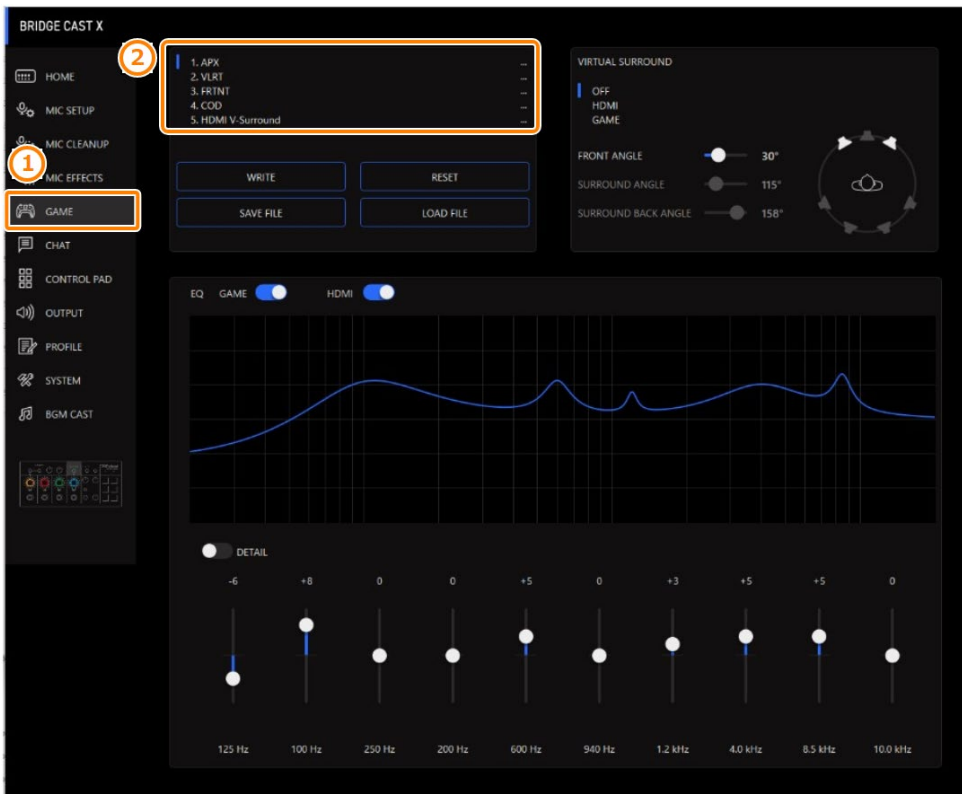 BRIDGE CAST X
HOME
MIC SETUP
MIC CLEANUP
MIC EFFECTS
GAME
CHAT
CONTROL PAD
OUTPUT
PROFILE
SYSTEM
BGM CAST
1
2
1. APX ...
2. VLRT ...
3. FRTNT ...
4. COD ...
5. HDMI V-Surround ...
WRITE RESET
SAVE FILE LOAD FILE
VIRTUAL SURROUND
OFF
HDMI
GAME
FRONT ANGLE 30°
SURROUND ANGLE 115°
SURROUND BACK ANGLE 158°
EQ GAME HDMI
DETAIL
-6 +8 0 0 +5 0 +3 +5 +5 0
125 Hz 100 Hz 250 Hz 200 Hz 600 Hz 940 Hz 1.2 kHz 4.0 kHz 8.5 kHz 10.0 kHz